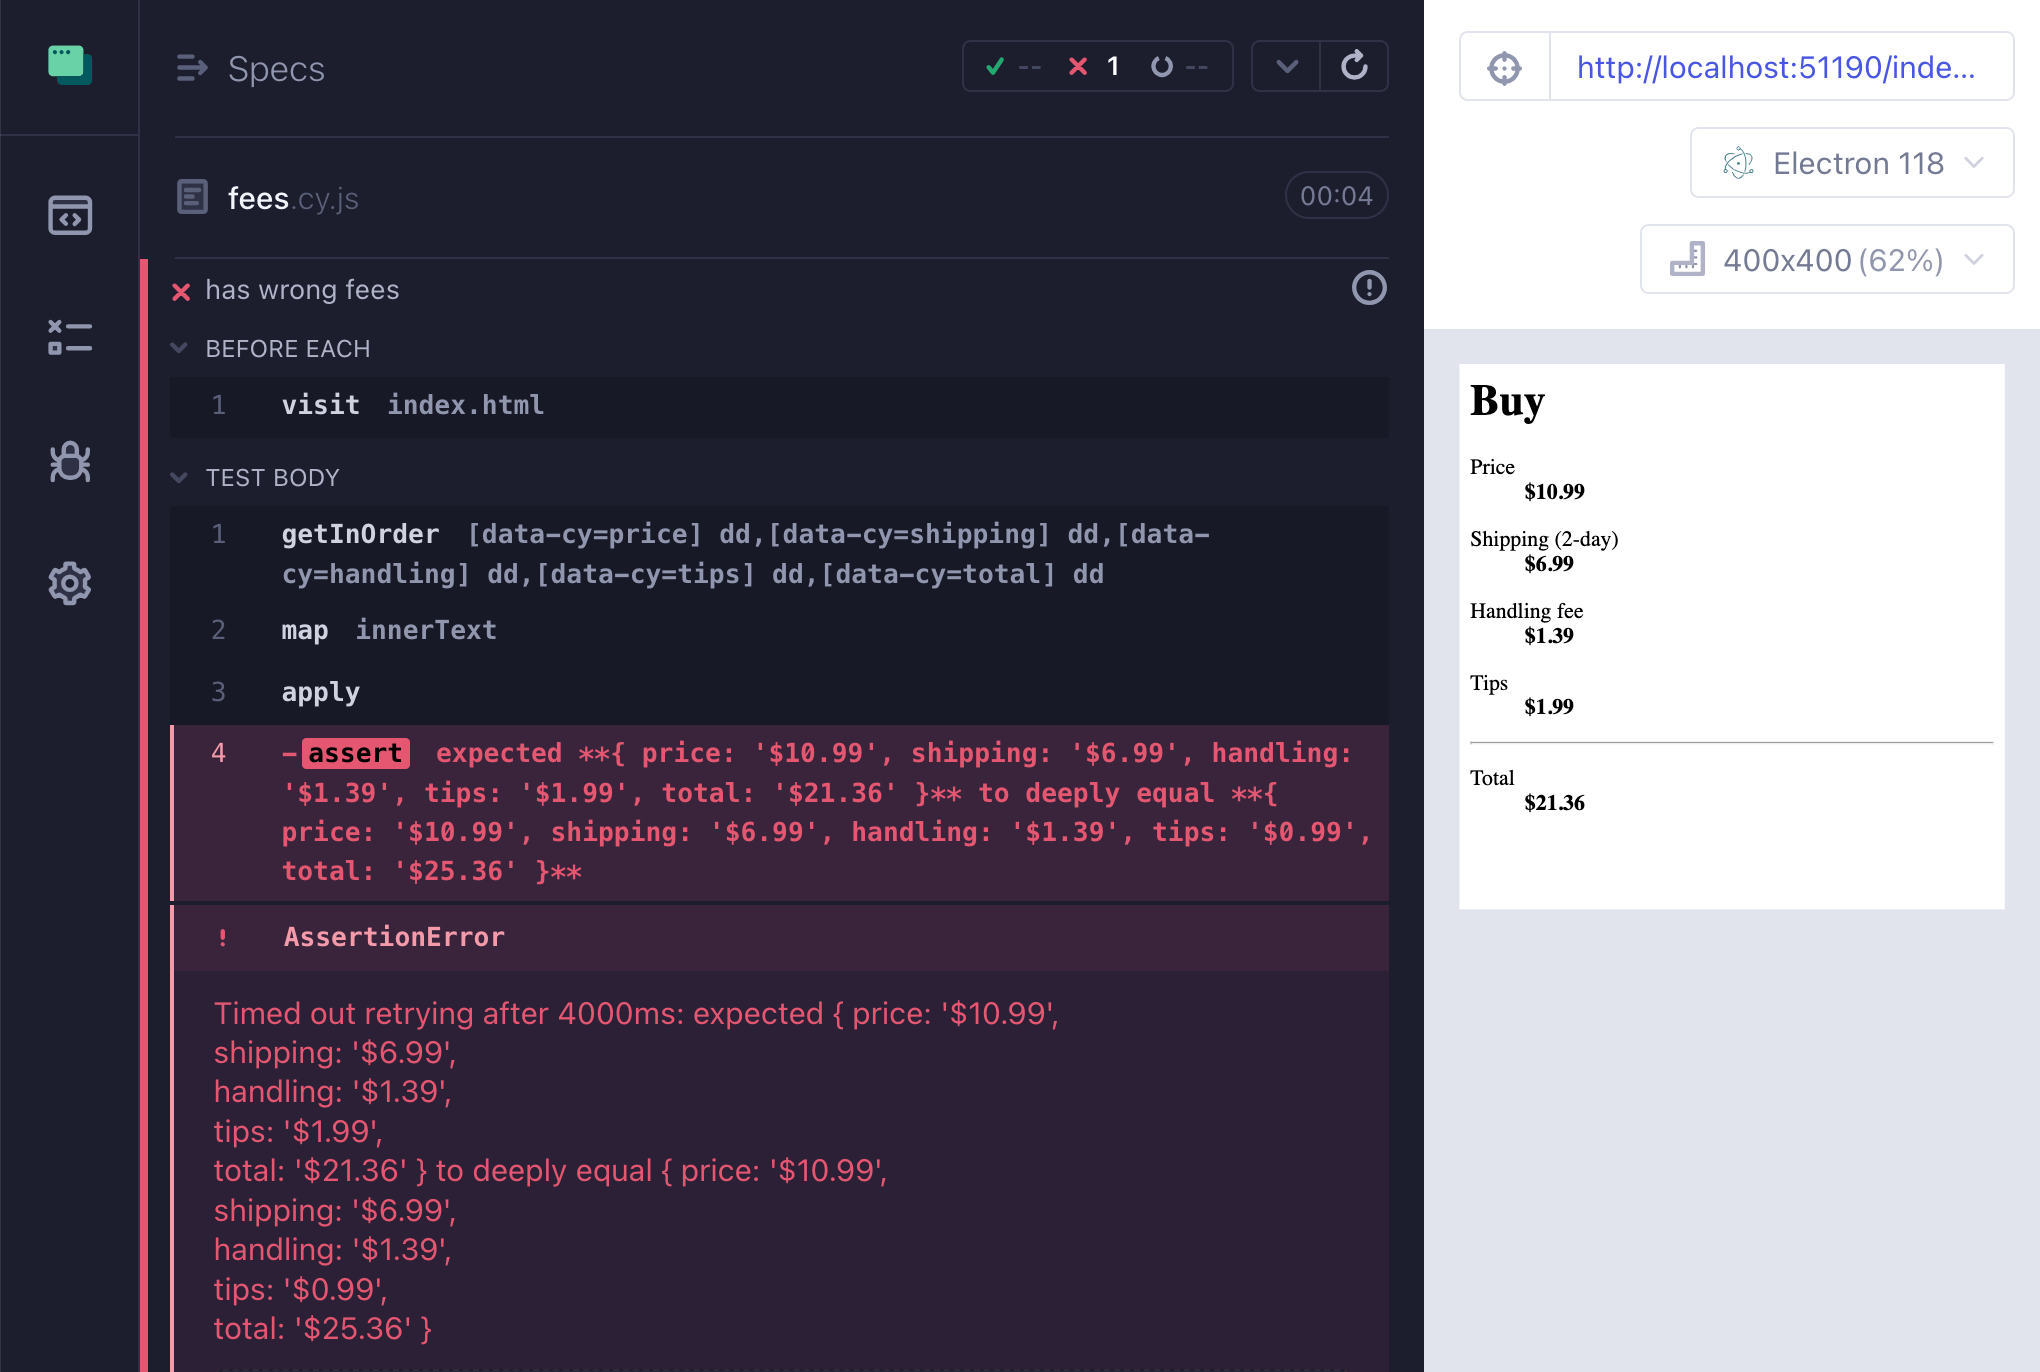 Specs
-- 1 --
fees.cy.js
00:04
has wrong fees
BEFORE EACH
1 visit index.html
TEST BODY
1 getInOrder [data-cy=price] dd,[data-cy=shipping] dd,[data-
cy=handling] dd,[data-cy=tips] dd,[data-cy=total] dd
2 map innerText
3 apply
4 -assert expected **{ price: '$10.99', shipping: '$6.99', handling:
'$1.39', tips: '$1.99', total: '$21.36' }** to deeply equal **{
price: '$10.99', shipping: '$6.99', handling: '$1.39', tips: '$0.99',
total: '$25.36' }**
! AssertionError
Timed out retrying after 4000ms: expected { price: '$10.99',
shipping: '$6.99',
handling: '$1.39',
tips: '$1.99',
total: '$21.36' } to deeply equal { price: '$10.99',
shipping: '$6.99',
handling: '$1.39',
tips: '$0.99',
total: '$25.36' }
http://localhost:51190/inde...
Electron 118
400x400 (62%)
Buy
Price
$10.99
Shipping (2-day)
$6.99
Handling fee
$1.39
Tips
$1.99
Total
$21.36